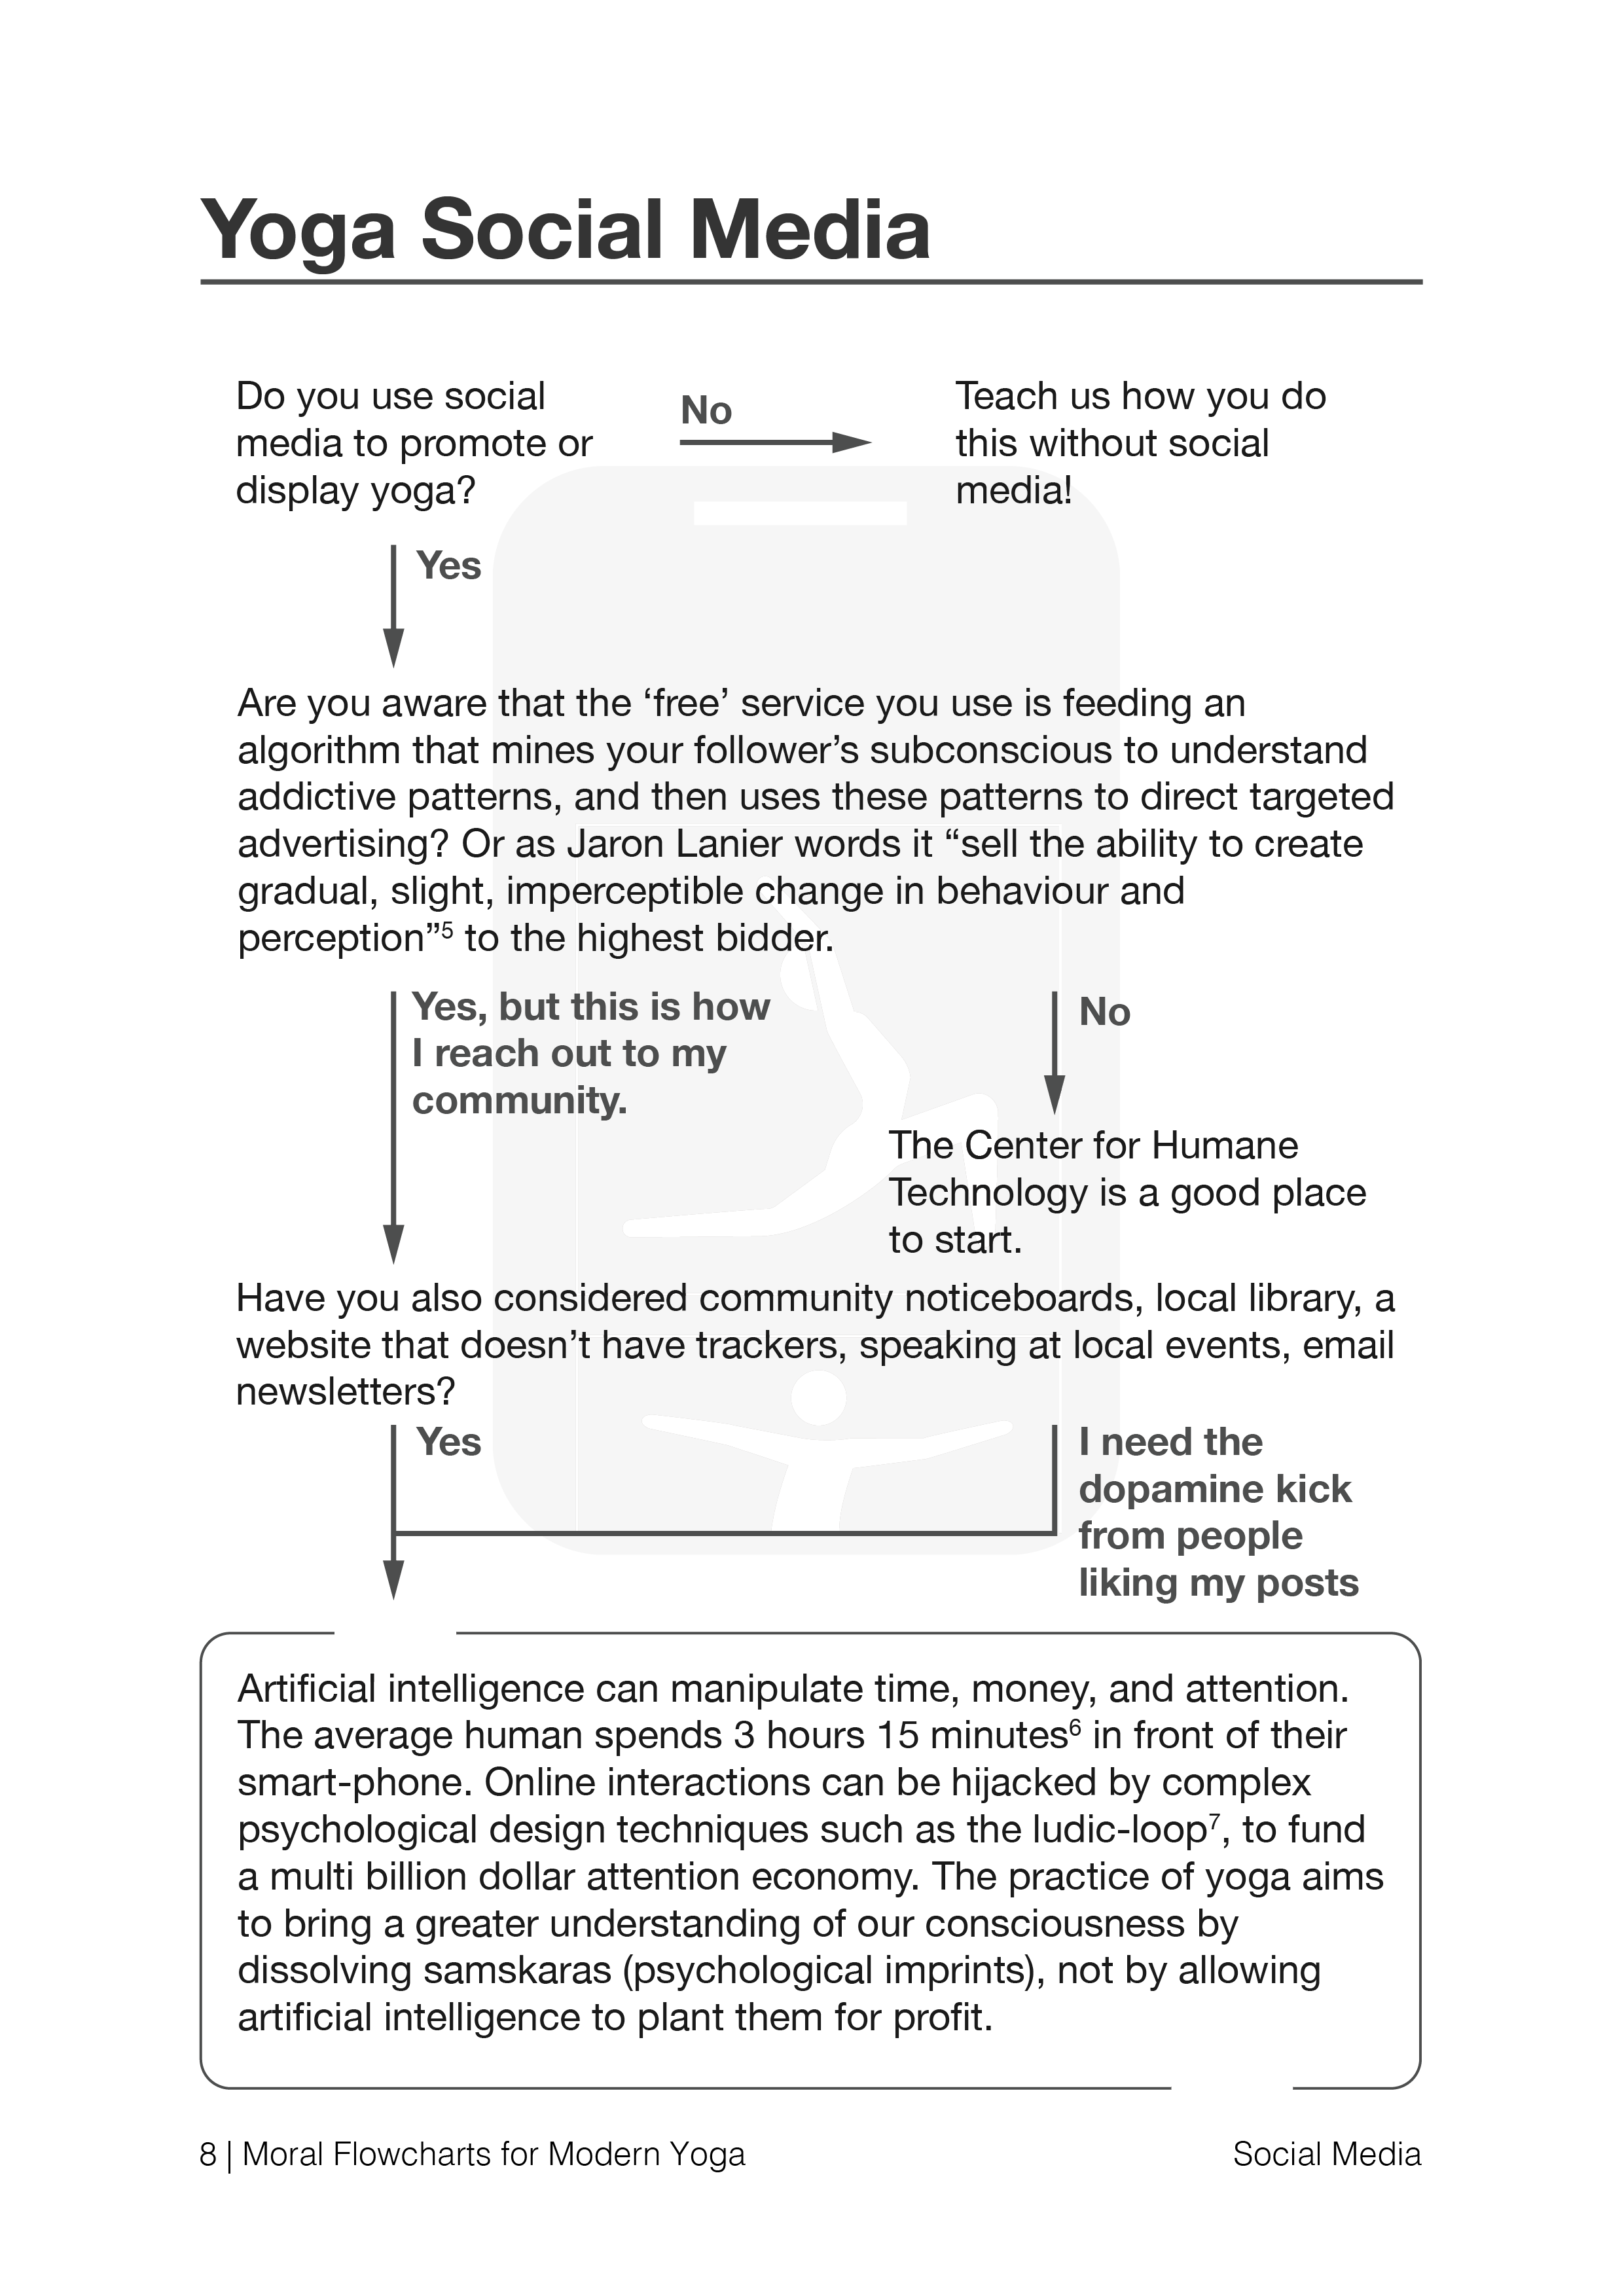 Yoga Social Media
Do you use social
media to promote or
display yoga?
No
Teach us how you do
this without social
media!
Yes
Are you aware that the ‘free’ service you use is feeding an
algorithm that mines your follower’s subconscious to understand
addictive patterns, and then uses these patterns to direct targeted
advertising? Or as Jaron Lanier words it “sell the ability to create
gradual, slight, imperceptible change in behaviour and
perception”⁵ to the highest bidder.
Yes, but this is how
I reach out to my
community.
No
The Center for Humane
Technology is a good place
to start.
Have you also considered community noticeboards, local library, a
website that doesn’t have trackers, speaking at local events, email
newsletters?
Yes
I need the
dopamine kick
from people
liking my posts
Artificial intelligence can manipulate time, money, and attention.
The average human spends 3 hours 15 minutes⁶ in front of their
smart-phone. Online interactions can be hijacked by complex
psychological design techniques such as the ludic-loop⁷, to fund
a multi billion dollar attention economy. The practice of yoga aims
to bring a greater understanding of our consciousness by
dissolving samskaras (psychological imprints), not by allowing
artificial intelligence to plant them for profit.
8 | Moral Flowcharts for Modern Yoga
Social Media